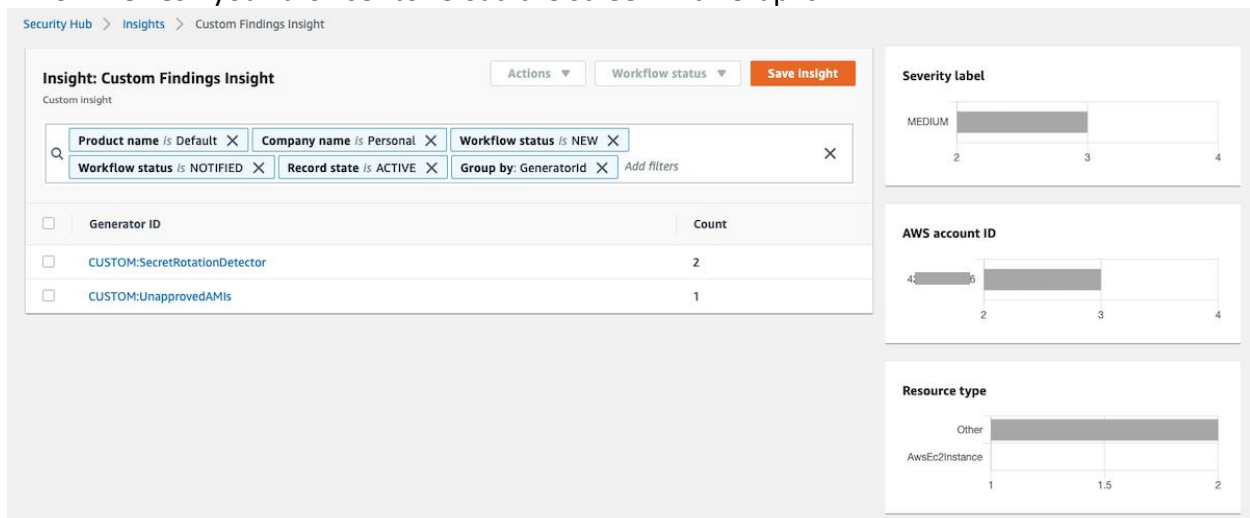 Security Hub > Insights > Custom Findings Insight
Insight: Custom Findings Insight
Actions ▼ Workflow status ▼ Save insight
Custom insight
Product name is Default X Company name is Personal X Workflow status is NEW X
Workflow status is NOTIFIED X Record state is ACTIVE X Group by: GeneratorId X Add filters
Generator ID Count
CUSTOM:SecretRotationDetector 2
CUSTOM:UnapprovedAMIs 1
Severity label
MEDIUM
2 3 4
AWS account ID
2 3 4
Resource type
Other
AwsEc2Instance
1 1.5 2